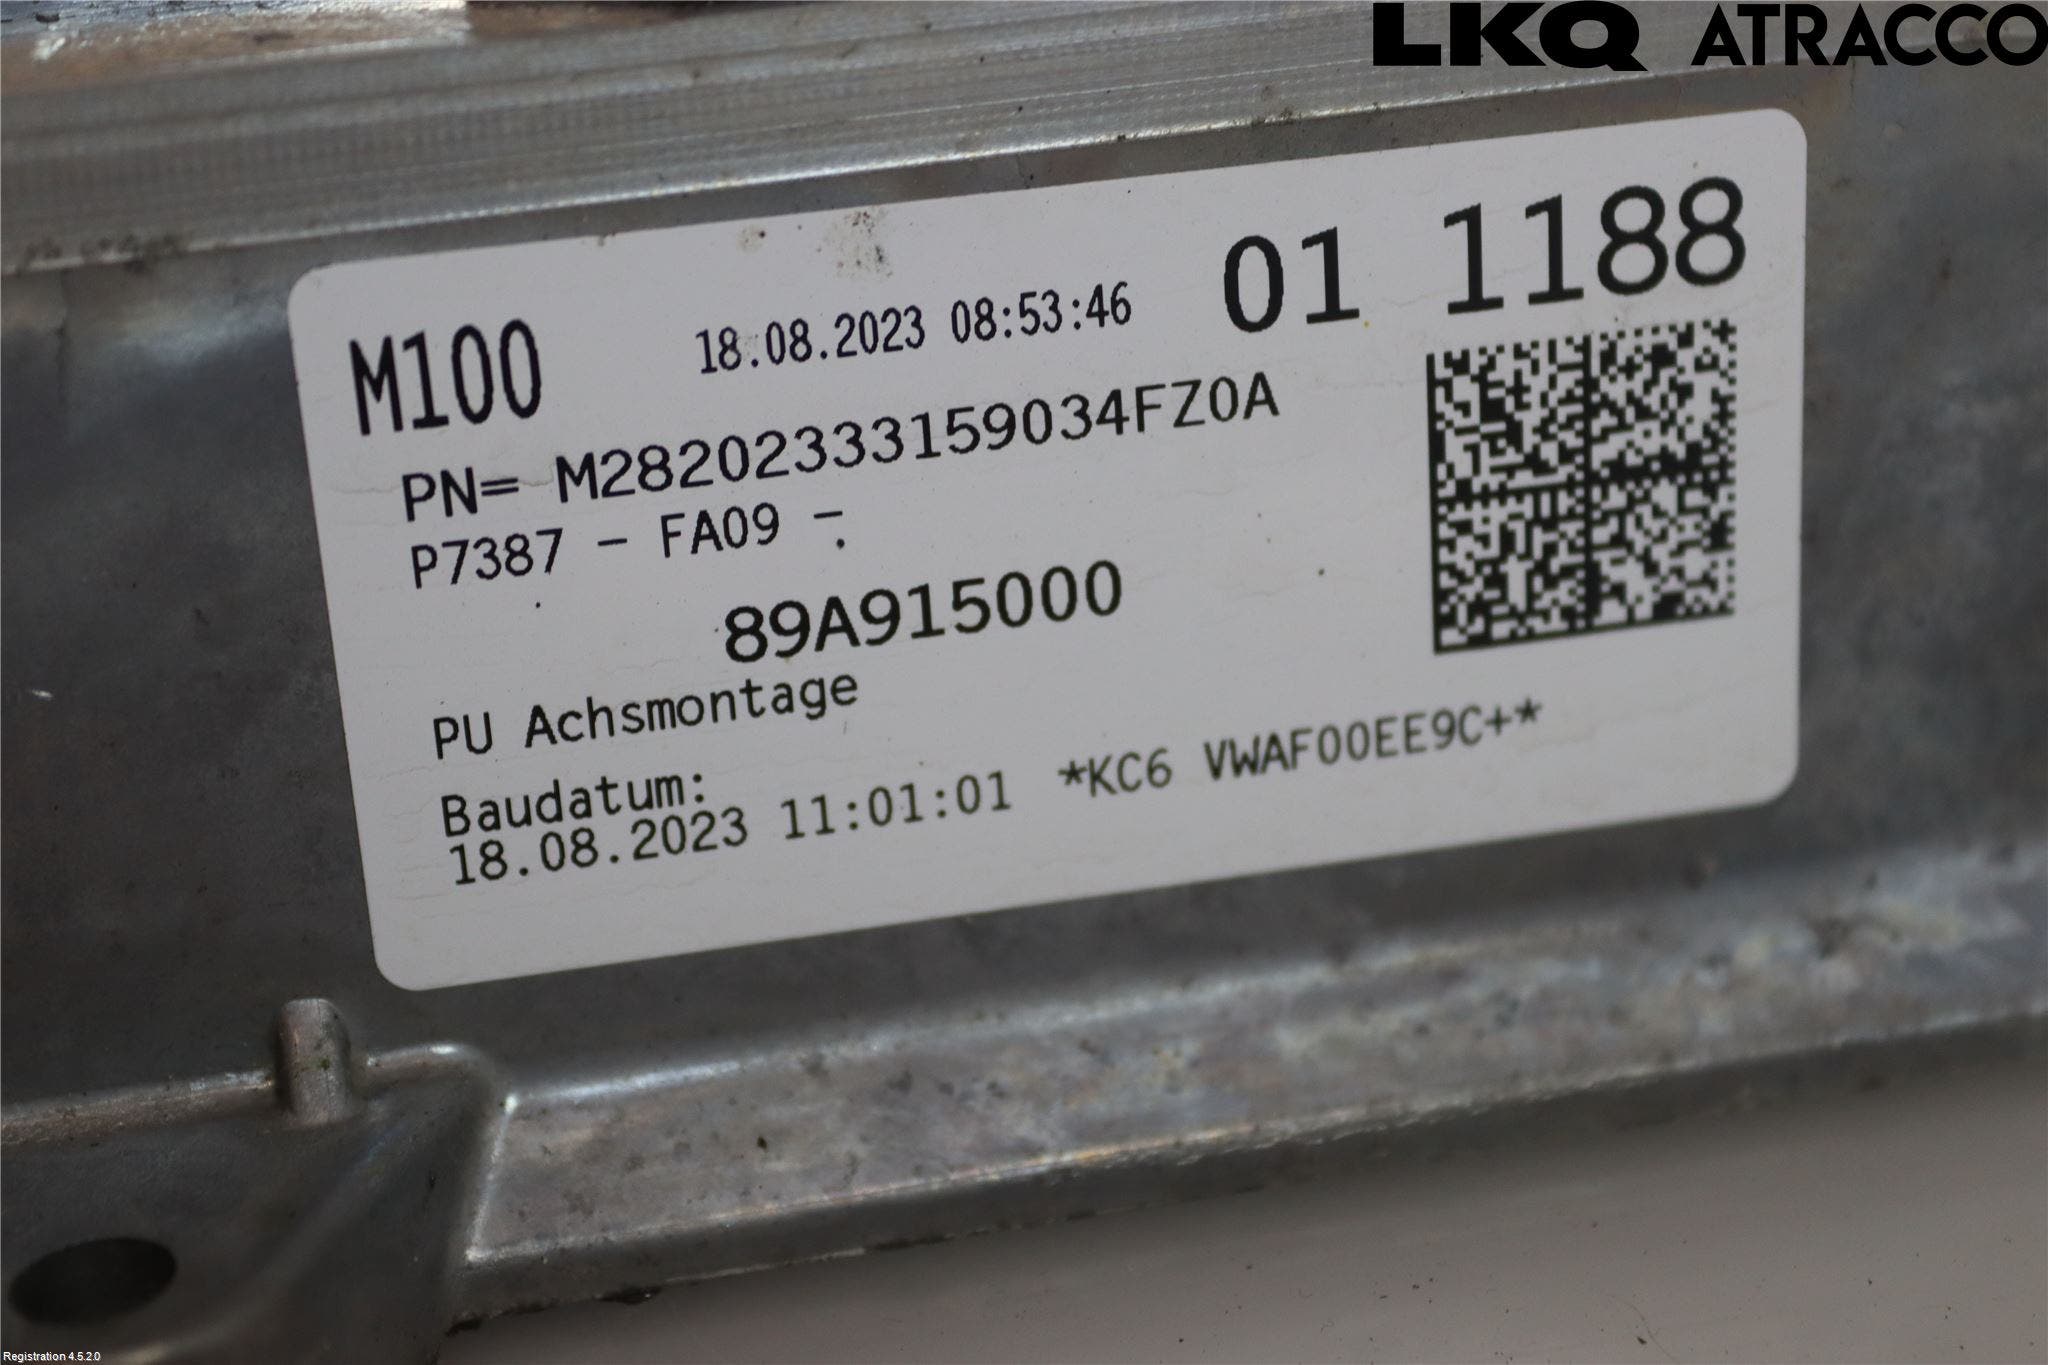 LKQ ATRACCO
M100 18.08.2023 08:53:46 01 1188
PN= M28202333159034FZ0A
P7387 - FA09 -.
89A915000
PU Achsmontage
Baudatum:
18.08.2023 11:01:01 *KC6 VWAF00EE9C+*
Registration 4.5.2.0